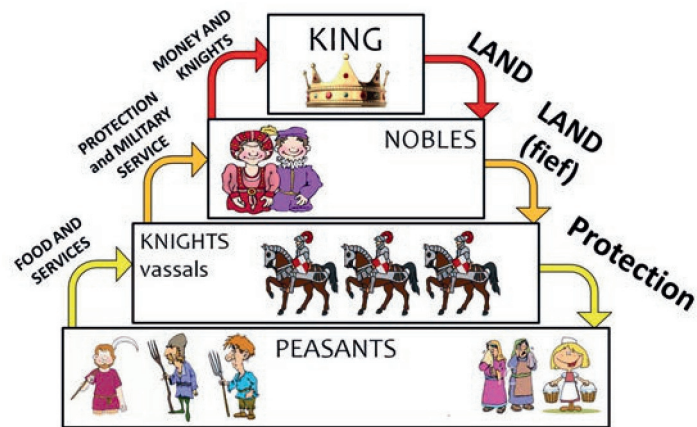 MONEY AND
KNIGHTS
KING
LAND
PROTECTION
and MILITARY
SERVICE
NOBLES
LAND
(fief)
FOOD AND
SERVICES
KNIGHTS
vassals
Protection
PEASANTS